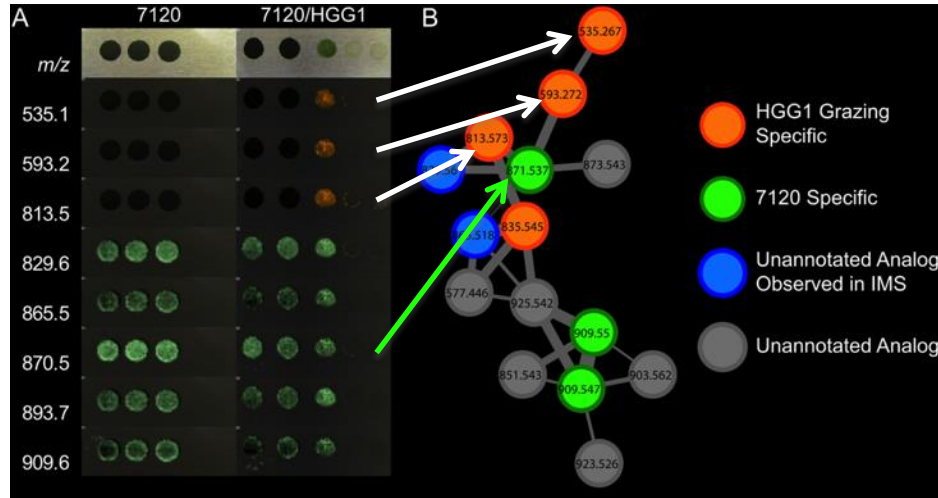 A
7120
7120/HGG1
B
m/z
535.1
593.2
813.5
829.6
865.5
870.5
893.7
909.6
535.267
593.272
813.573
871.537
873.543
835.545
577.446
925.542
909.55
851.543
903.562
909.547
923.526
HGG1 Grazing
Specific
7120 Specific
Unannotated Analog
Observed in IMS
Unannotated Analog